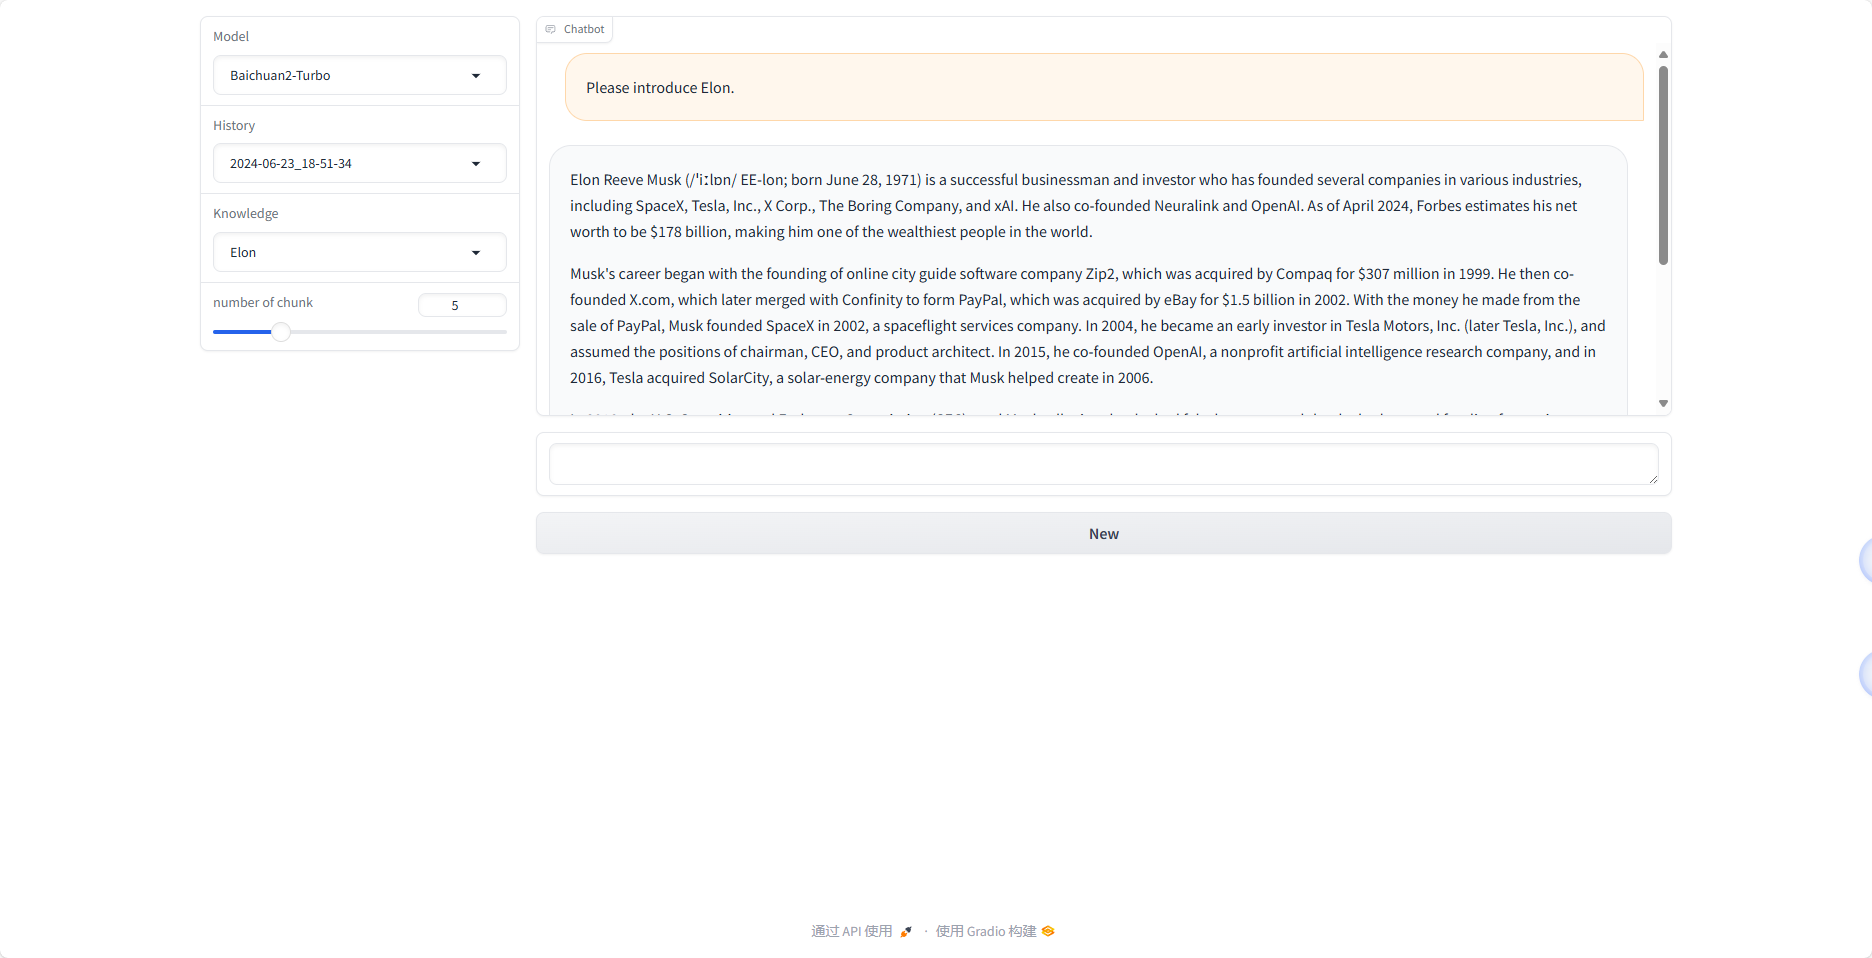 Model
Baichuan2-Turbo
History
2024-06-23_18-51-34
Knowledge
Elon
number of chunk
5
Chatbot
Please introduce Elon.
Elon Reeve Musk (/ˈiːlɒn/ EE-lon; born June 28, 1971) is a successful businessman and investor who has founded several companies in various industries,
including SpaceX, Tesla, Inc., X Corp., The Boring Company, and xAI. He also co-founded Neuralink and OpenAI. As of April 2024, Forbes estimates his net
worth to be $178 billion, making him one of the wealthiest people in the world.
Musk's career began with the founding of online city guide software company Zip2, which was acquired by Compaq for $307 million in 1999. He then co-
founded X.com, which later merged with Confinity to form PayPal, which was acquired by eBay for $1.5 billion in 2002. With the money he made from the
sale of PayPal, Musk founded SpaceX in 2002, a spaceflight services company. In 2004, he became an early investor in Tesla Motors, Inc. (later Tesla, Inc.), and
assumed the positions of chairman, CEO, and product architect. In 2015, he co-founded OpenAI, a nonprofit artificial intelligence research company, and in
2016, Tesla acquired SolarCity, a solar-energy company that Musk helped create in 2006.
New
通过 API 使用 · 使用 Gradio 构建